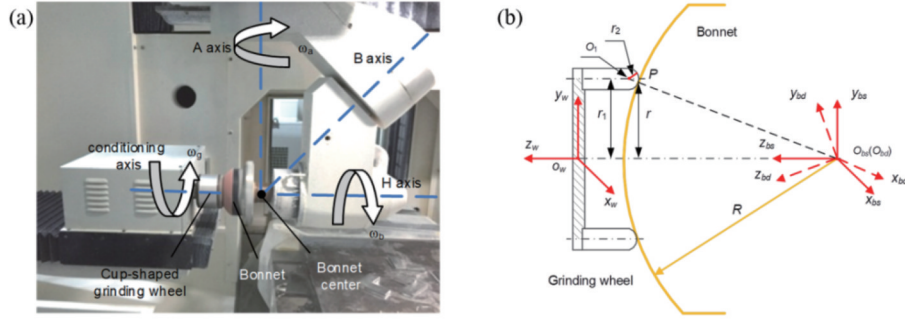 (a)
A axis
ωa
B axis
conditioning
axis
ωg
H axis
ωb
Cup-shaped
grinding wheel
Bonnet
Bonnet
center
(b)
Bonnet
r2
O1
P
yw
r1
r
zw
ow
xw
ybd
yba
zba
Oba(Obd)
zbd
xbd
xba
R
Grinding wheel